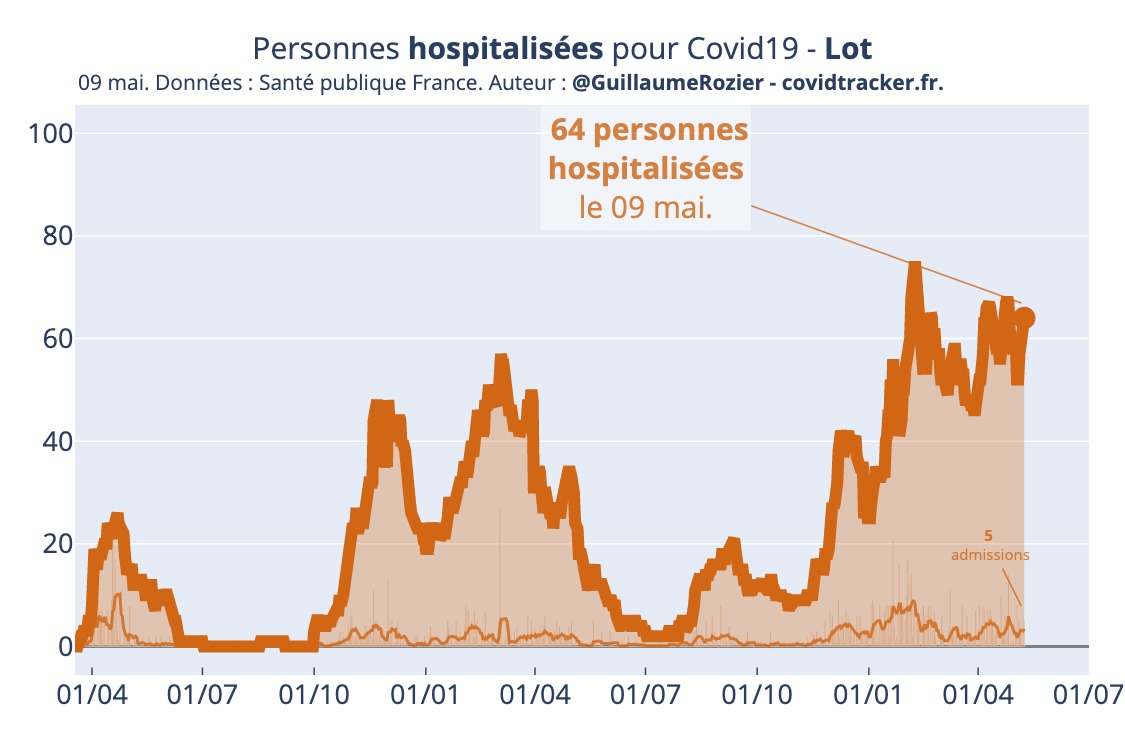 Personnes hospitalisées pour Covid19 - Lot
09 mai. Données : Santé publique France. Auteur : @GuillaumeRozier - covidtracker.fr.
64 personnes
hospitalisées
le 09 mai.
100
80
60
40
20
0
5
admissions
01/04
01/07
01/10
01/01
01/04
01/07
01/10
01/01
01/04
01/07